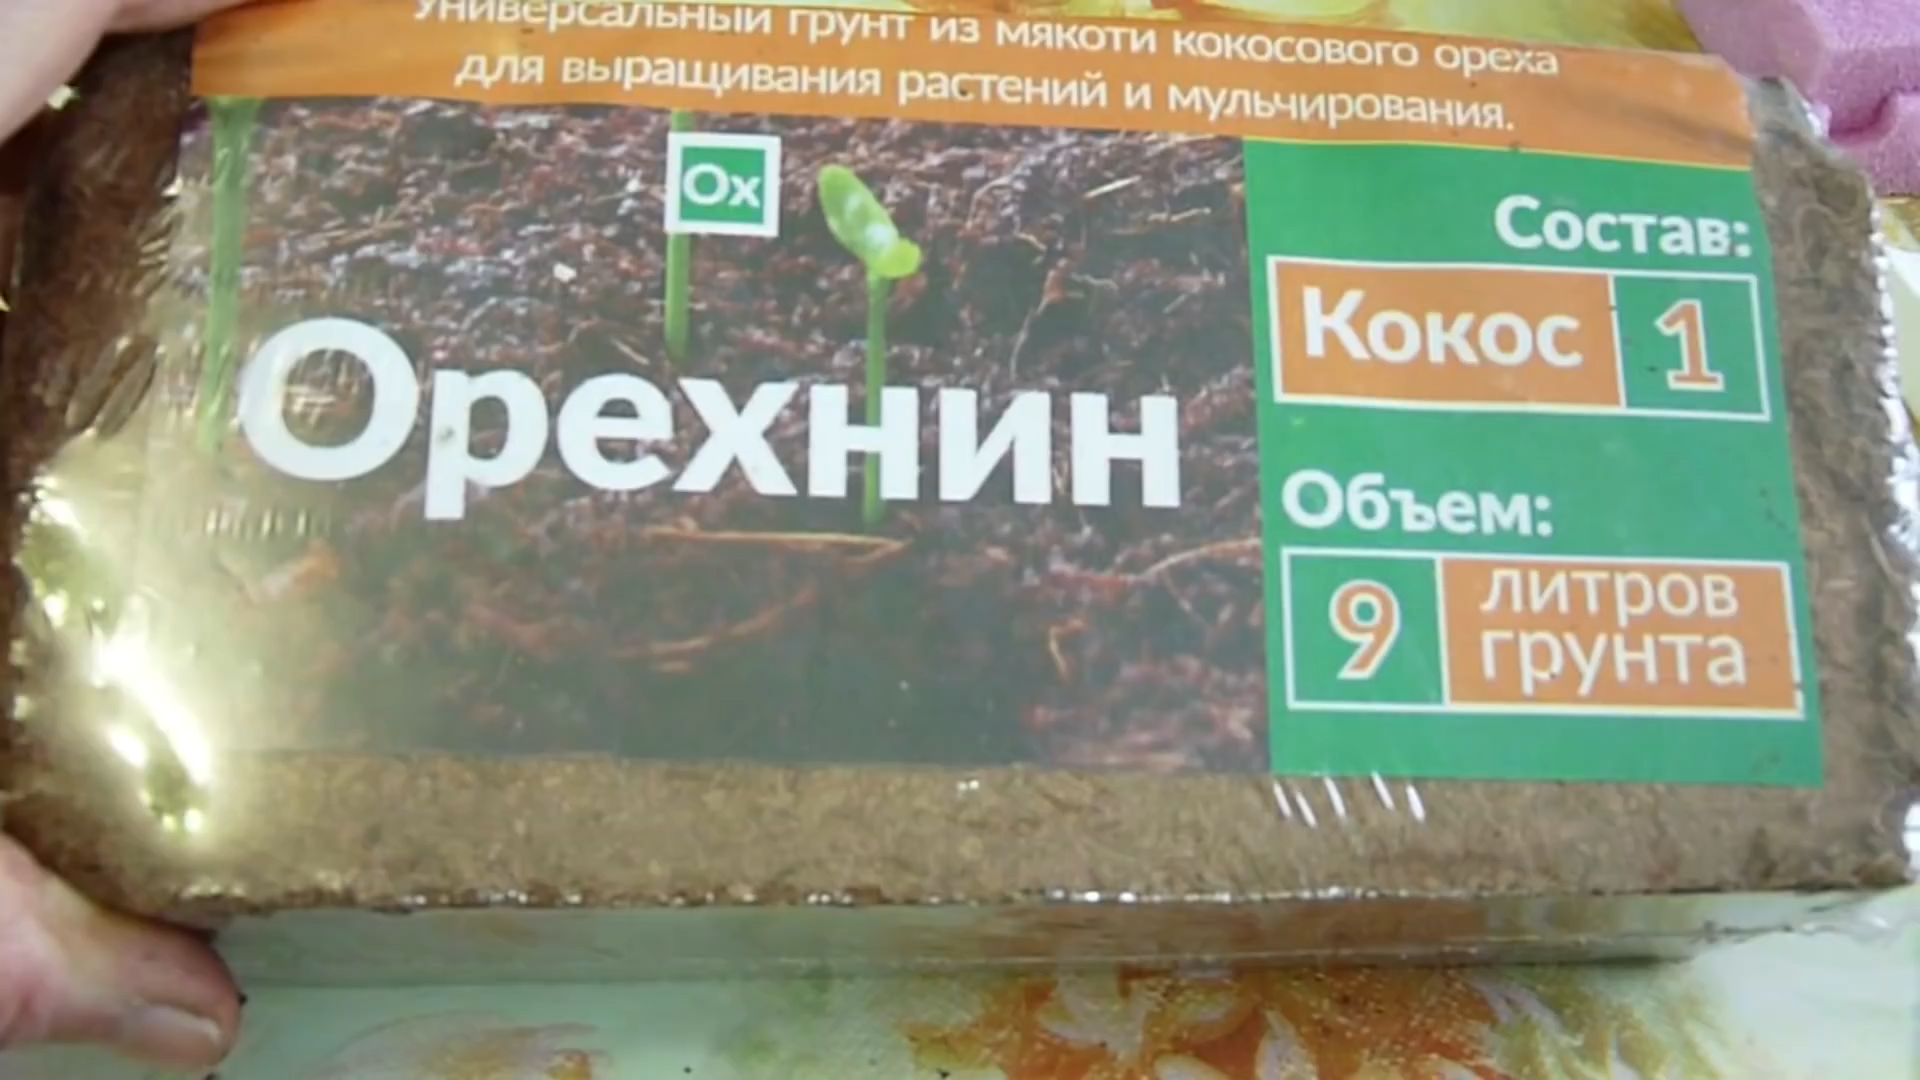 Универсальный грунт из мякоти кокосового ореха
для выращивания растений и мульчирования.
Ох
Орехнин
Состав:
Кокос 1
Объем:
9 литров
грунта